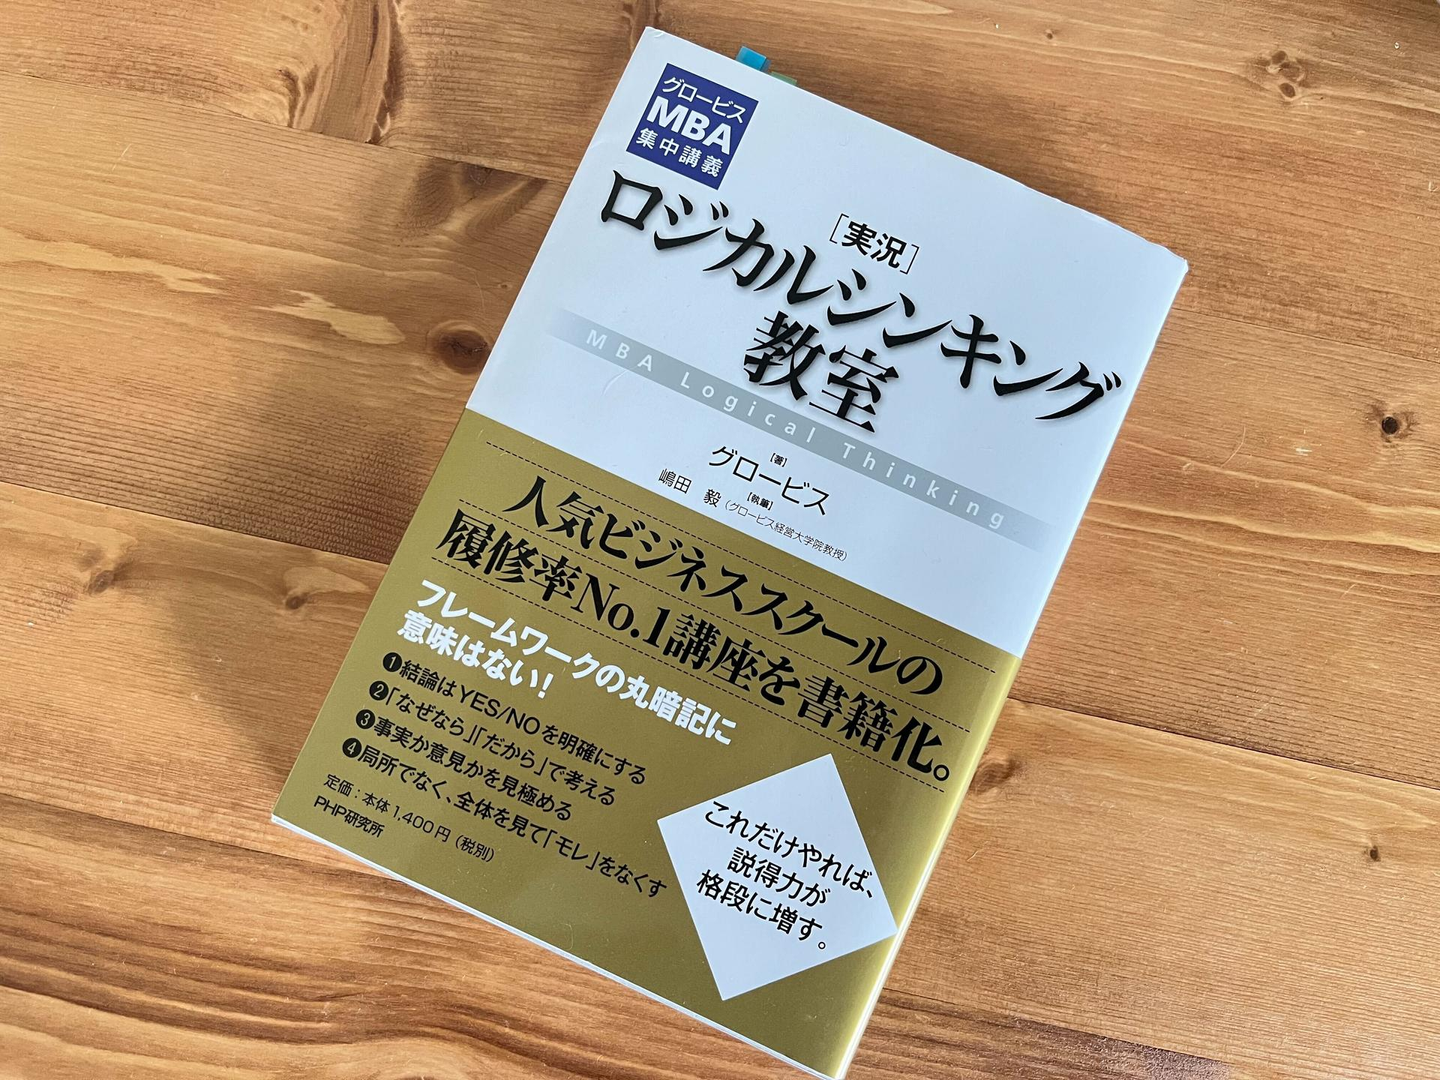 グロービス
MBA
集中講義
［実況］
ロジカルシンキング
教室
MBA Logical Thinking
［著］
グロービス
［執筆］
嶋田 毅（グロービス経営大学院教授）
人気ビジネススクールの
履修率No.1講座を書籍化。
フレームワークの丸暗記に
意味はない！
❶結論はYES/NOを明確にする
❷「なぜなら」「だから」で考える
❸事実か意見かを見極める
❹局所でなく、全体を見て「モレ」をなくす
定価：本体1,400円（税別）
PHP研究所
これだけやれば、
説得力が
格段に増す。